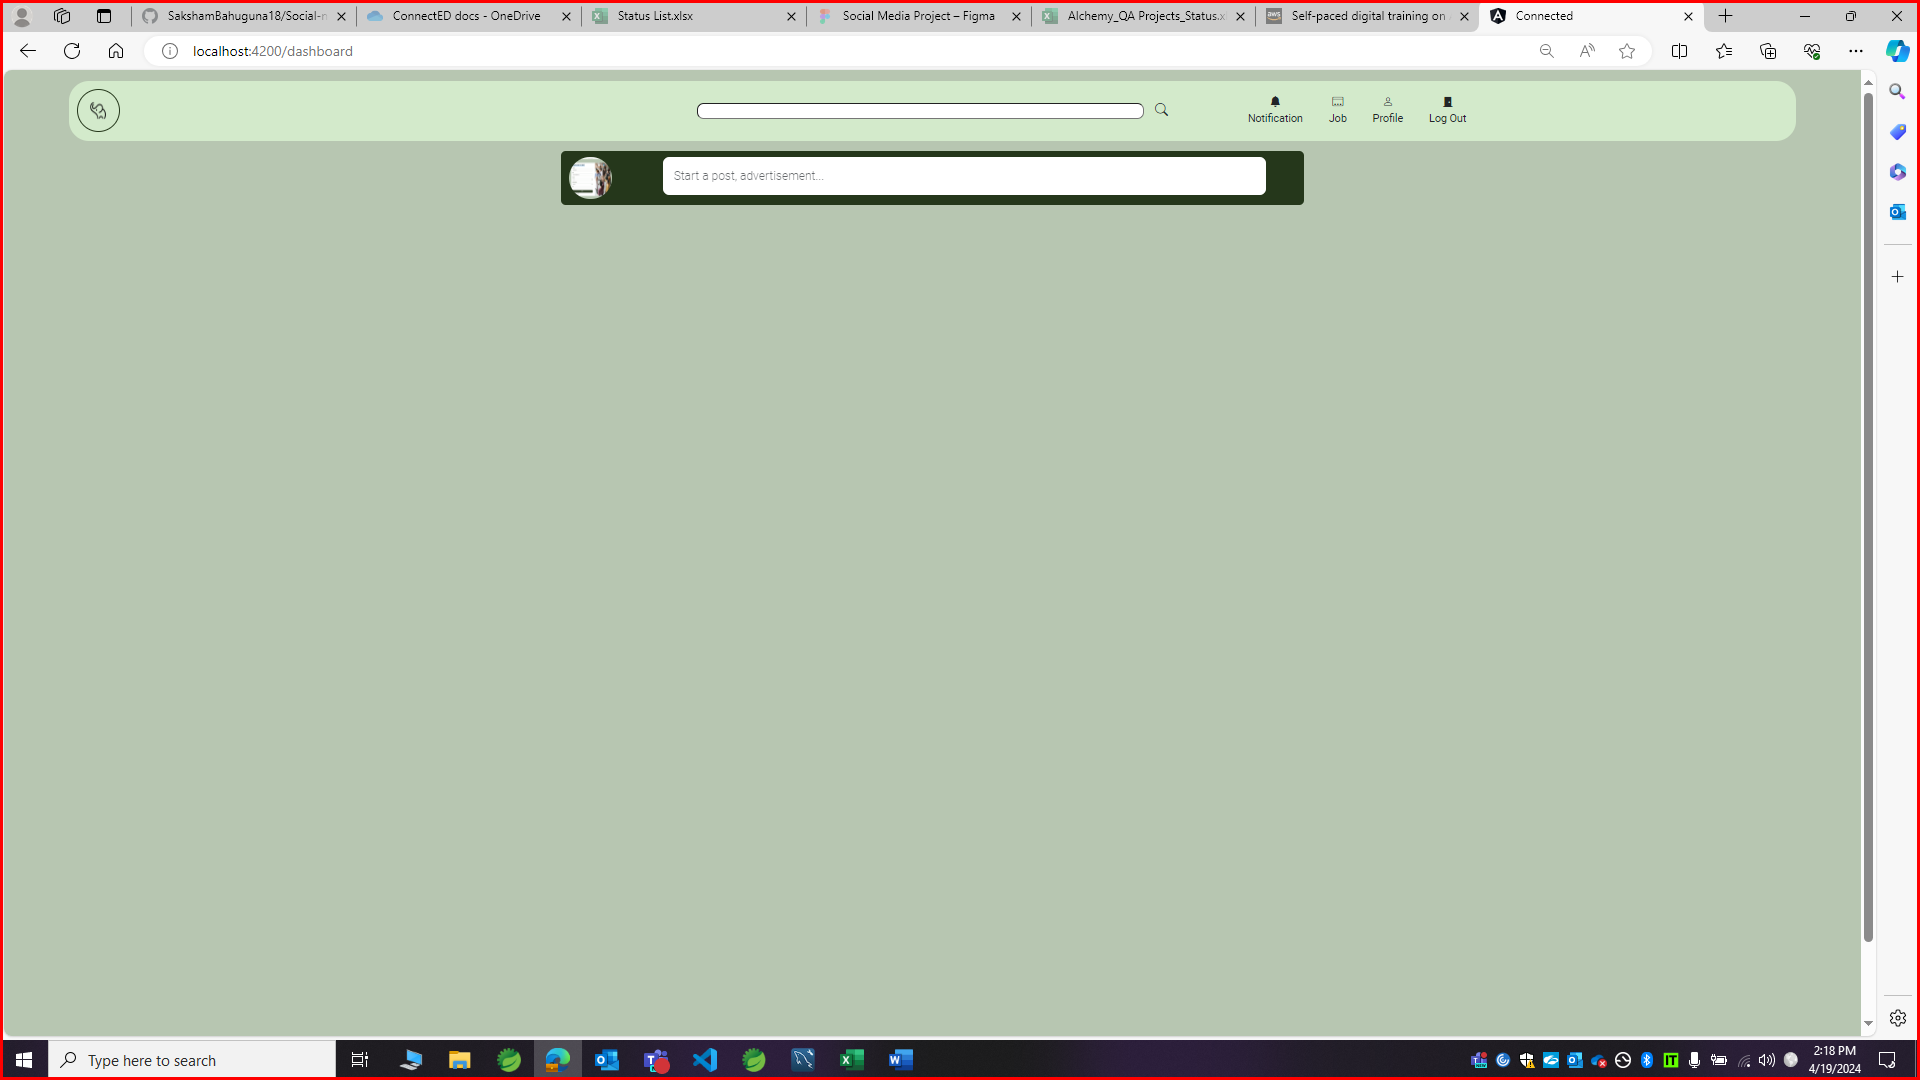 SakshamBahuguna18/Social-n
ConnectED docs - OneDrive
Status List.xlsx
Social Media Project – Figma
Alchemy_QA Projects_Status.x
aws
Self-paced digital training on
Connected
localhost:4200/dashboard
Notification
Job
Profile
Log Out
Start a post, advertisement...
Type here to search
2:18 PM
4/19/2024